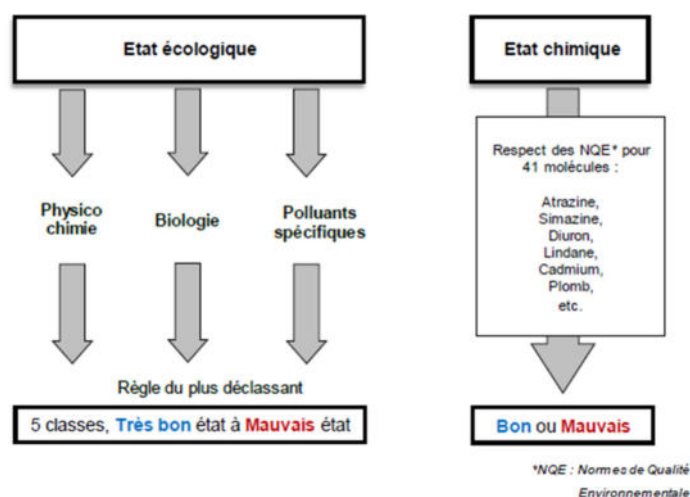 Etat écologique
Physico
chimie
Biologie
Polluants
spécifiques
Règle du plus déclassant
5 classes, Très bon état à Mauvais état
Etat chimique
Respect des NQE* pour
41 molécules :
Atrazine,
Simazine,
Diuron,
Lindane,
Cadmium,
Plomb,
etc.
Bon ou Mauvais
*NQE : Normes de Qualité
Environnementale